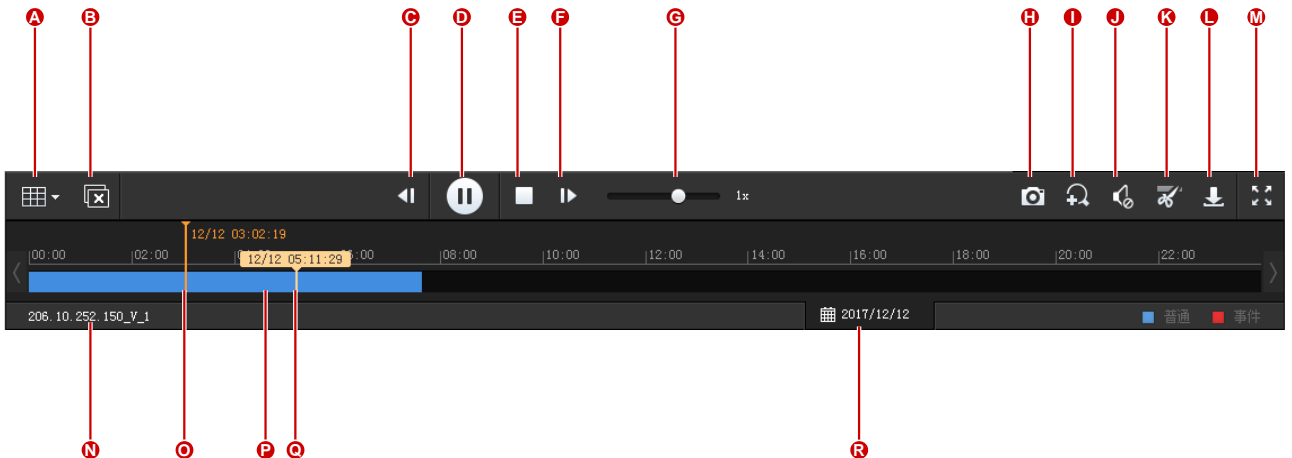 A B C D E F G H I J K L M
1x
12/12 03:02:19
00:00 02:00 12/12 05:11:29 :00 08:00 10:00 12:00 14:00 16:00 18:00 20:00 22:00
206.10.252.150_V_1 2017/12/12 普通 事件
N O P Q R